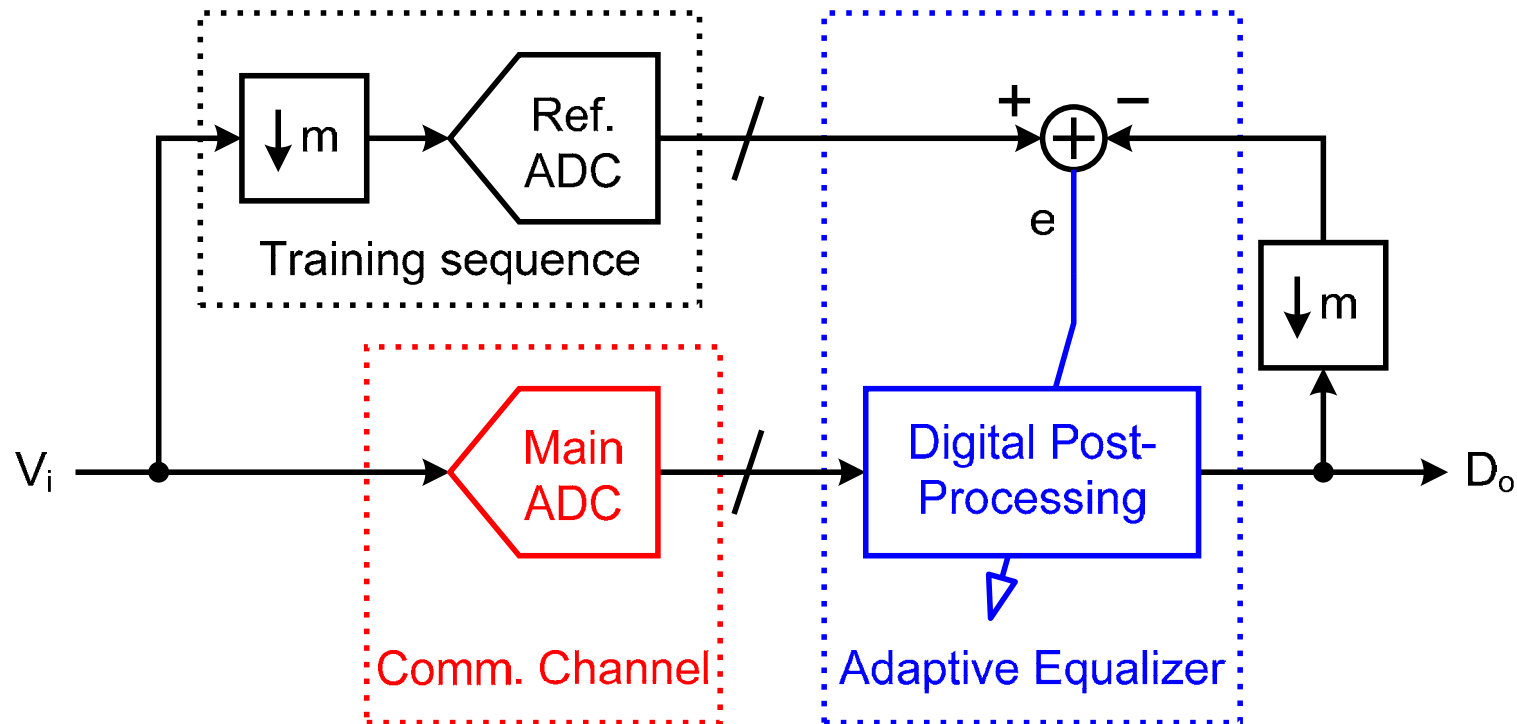 ↓ m
Ref.
ADC
+
−
+
e
Training sequence
↓ m
Vi
Main
ADC
Digital Post-
Processing
Do
Comm. Channel
Adaptive Equalizer